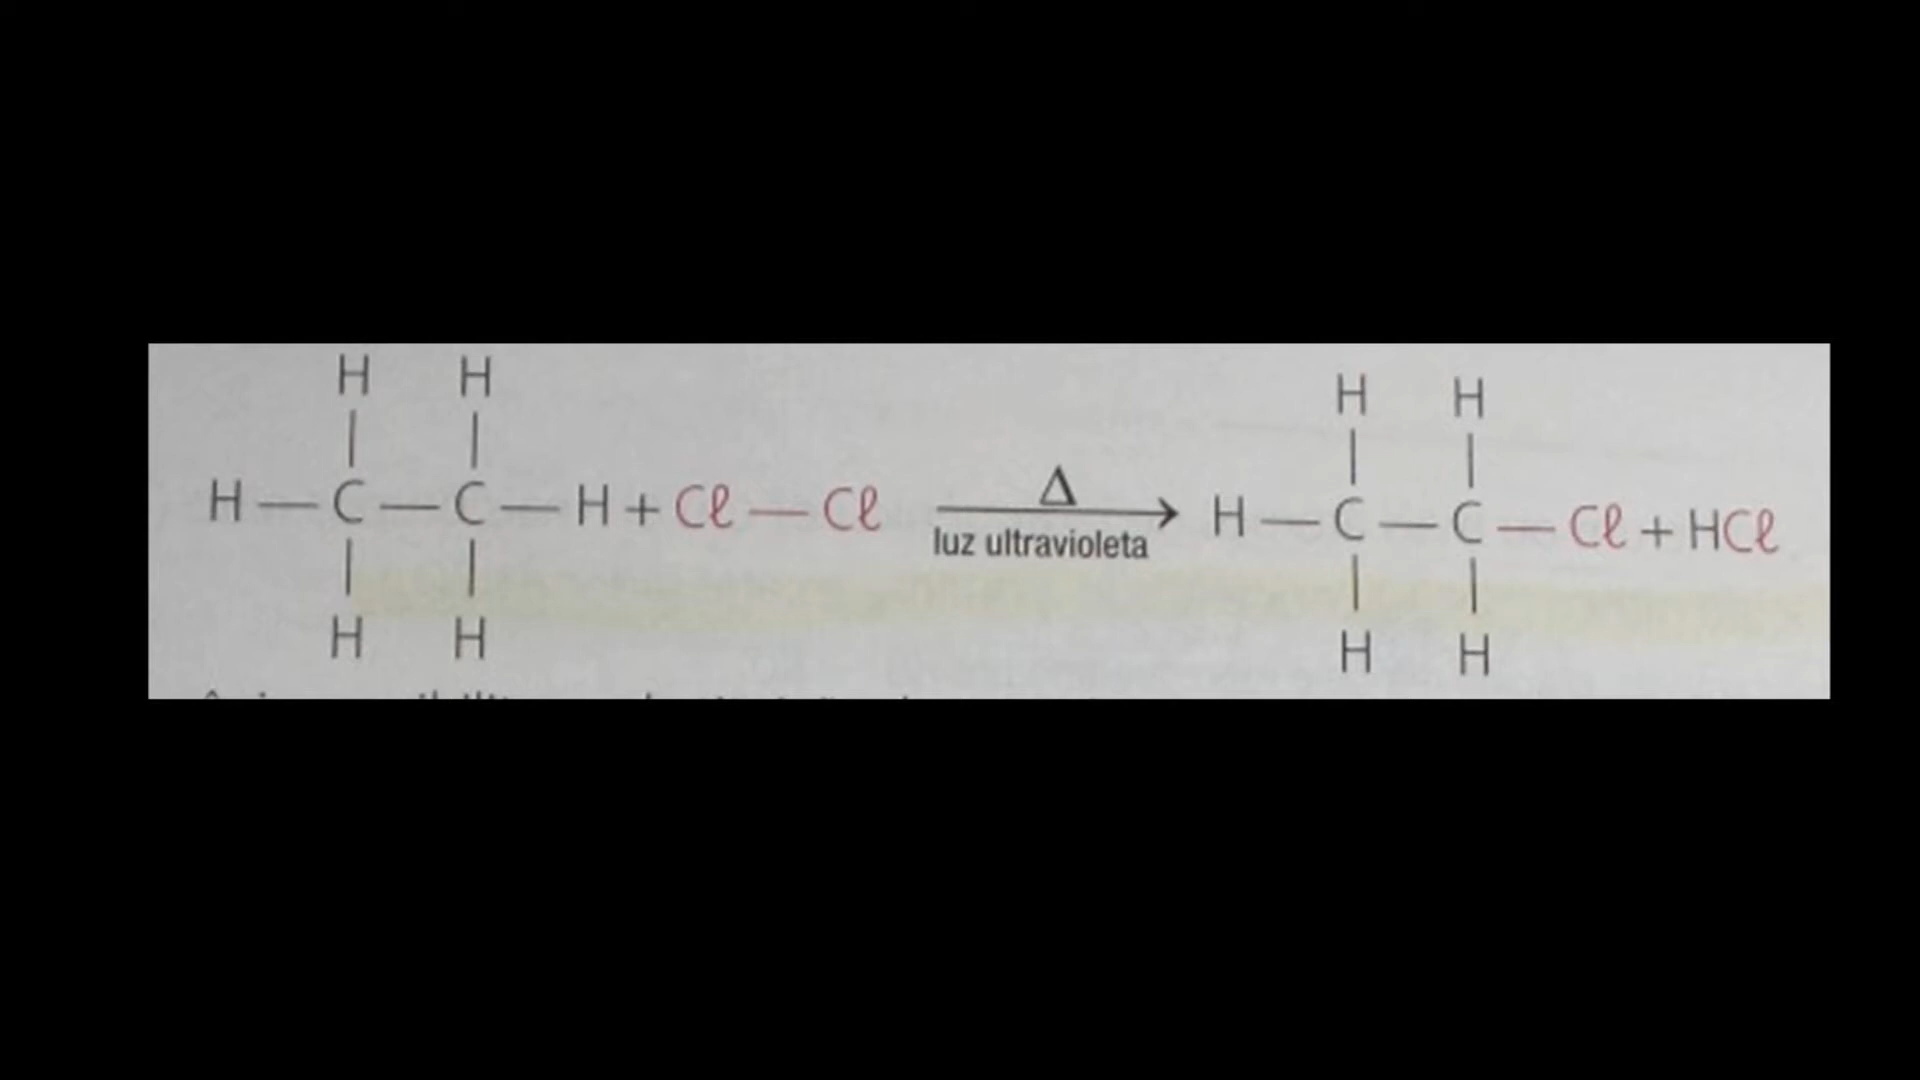 H H H H
H — C — C — H + Cl — Cl Δ luz ultravioleta H — C — C — Cl + HCl
H H H H